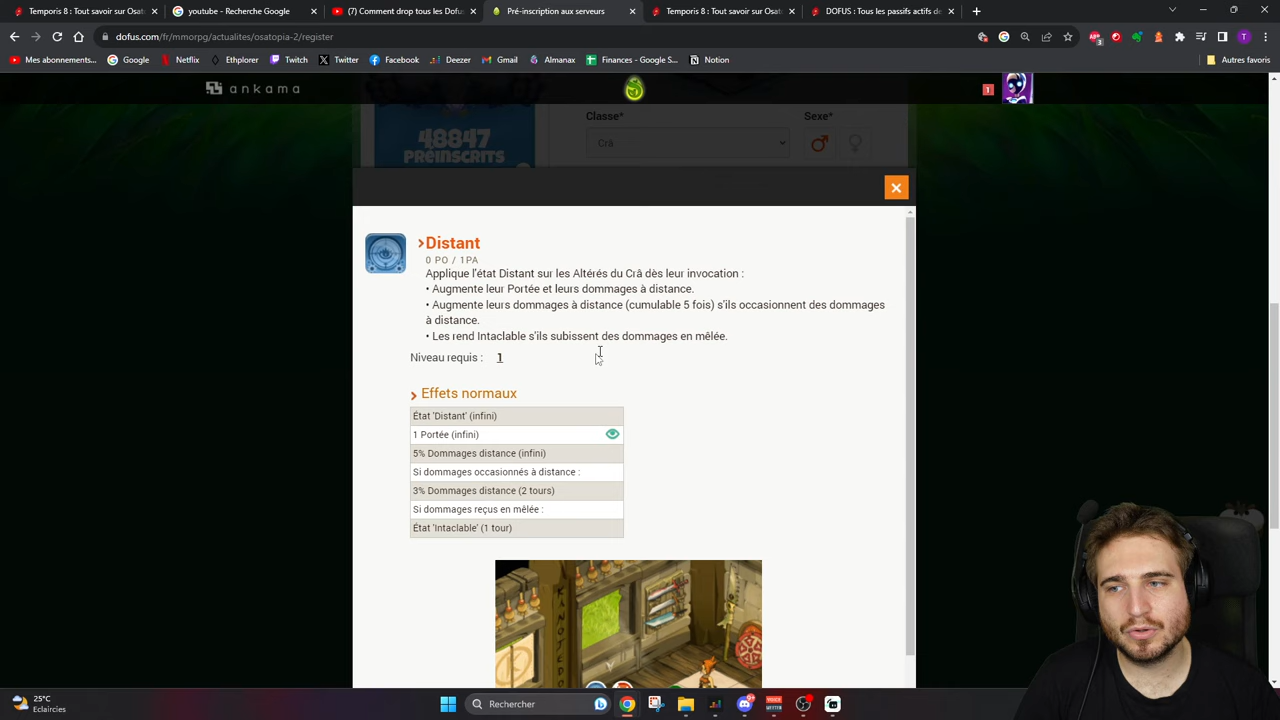 Temporis 8 : Tout savoir sur Osat
youtube - Recherche Google
(7) Comment drop tous les Dofus
Pré-inscription aux serveurs
Temporis 8 : Tout savoir sur Osat
DOFUS : Tous les passifs actifs de
dofus.com/fr/mmorpg/actualites/osatopia-2/register
3
T
Mes abonnements...
Google
Netflix
Ethplorer
Twitch
Twitter
Facebook
Deezer
Gmail
Almanax
Finances - Google S...
Notion
Autres favoris
ankama
1
48847
PRÉINSCRITS
Classe*
Sexe*
Crâ
Distant
0 PO / 1PA
Applique l'état Distant sur les Altérés du Crâ dès leur invocation :
• Augmente leur Portée et leurs dommages à distance.
• Augmente leurs dommages à distance (cumulable 5 fois) s'ils occasionnent des dommages
à distance.
• Les rend Intaclable s'ils subissent des dommages en mêlée.
Niveau requis : 1
Effets normaux
État 'Distant' (infini)
1 Portée (infini)
5% Dommages distance (infini)
Si dommages occasionnés à distance :
3% Dommages distance (2 tours)
Si dommages reçus en mêlée :
État 'Intaclable' (1 tour)
KANOJEDO
25°C
Eclaircies
Rechercher